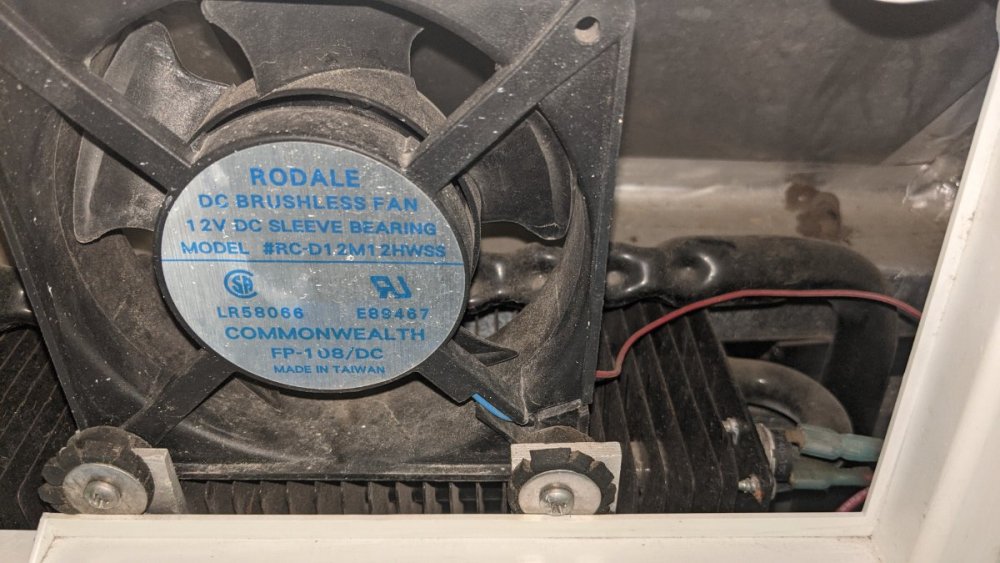 RODALE
DC BRUSHLESS FAN
12V DC SLEEVE BEARING
MODEL #RC-D12M12HWSS
LR58066 E89467
COMMONWEALTH
FP-108/DC
MADE IN TAIWAN